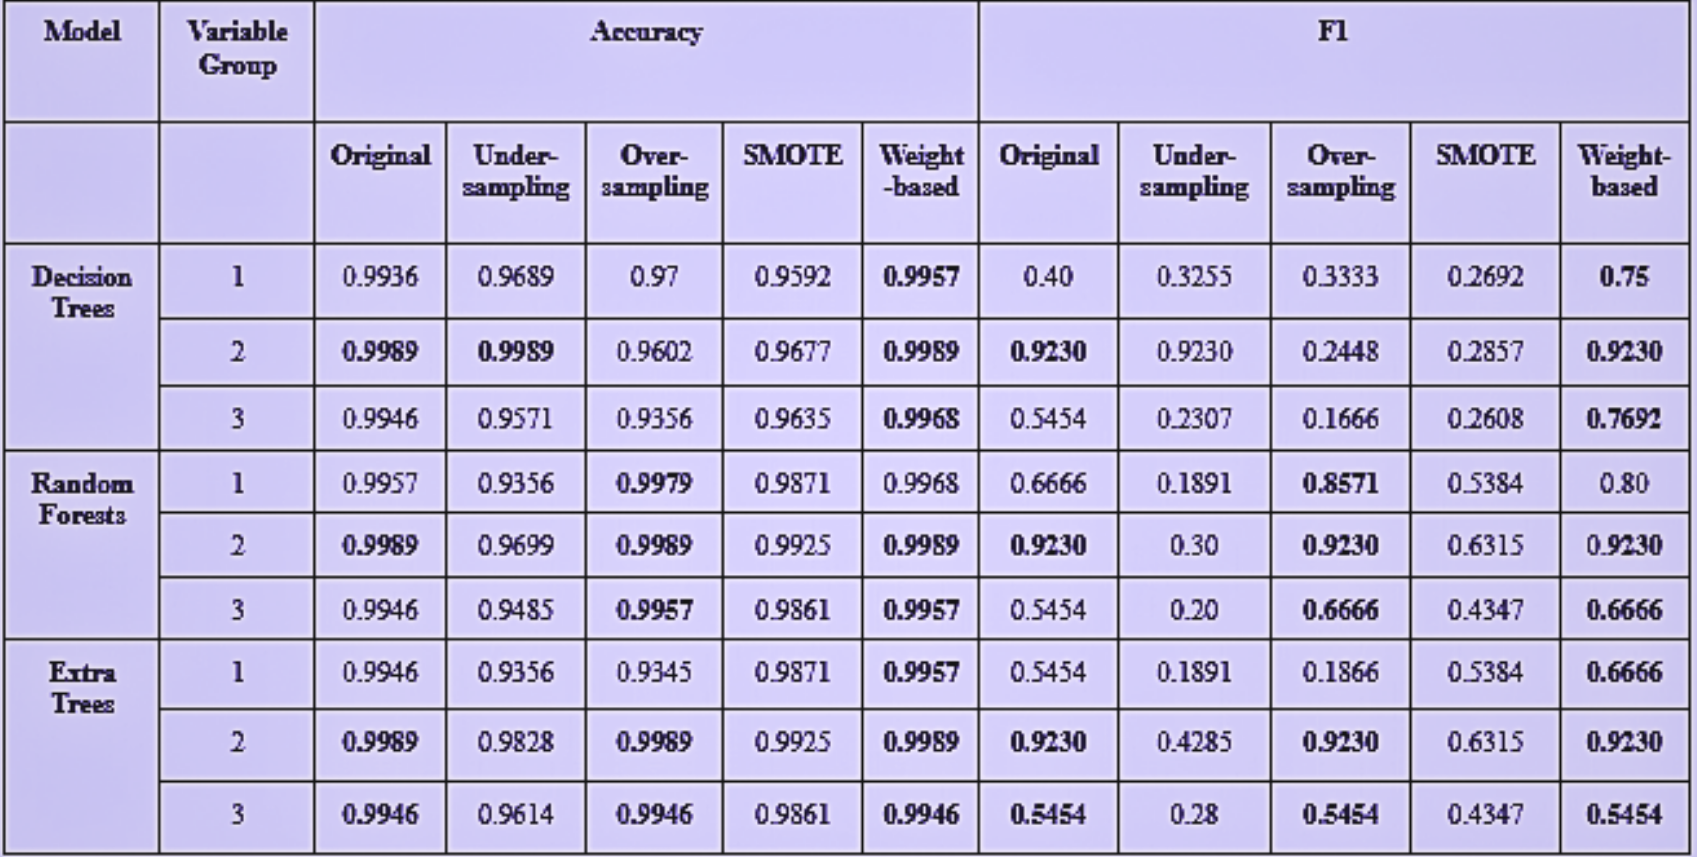 Model Variable Group Accuracy F1
Original Under-sampling Over-sampling SMOTE Weight-based Original Under-sampling Over-sampling SMOTE Weight-based
Decision Trees 1 0.9936 0.9689 0.97 0.9592 0.9957 0.40 0.3255 0.3333 0.2692 0.75
2 0.9989 0.9989 0.9602 0.9677 0.9989 0.9230 0.9230 0.2448 0.2857 0.9230
3 0.9946 0.9571 0.9356 0.9635 0.9968 0.5454 0.2307 0.1666 0.2608 0.7692
Random Forests 1 0.9957 0.9356 0.9979 0.9871 0.9968 0.6666 0.1891 0.8571 0.5384 0.80
2 0.9989 0.9699 0.9989 0.9925 0.9989 0.9230 0.30 0.9230 0.6315 0.9230
3 0.9946 0.9485 0.9957 0.9861 0.9957 0.5454 0.20 0.6666 0.4347 0.6666
Extra Trees 1 0.9946 0.9356 0.9345 0.9871 0.9957 0.5454 0.1891 0.1866 0.5384 0.6666
2 0.9989 0.9828 0.9989 0.9925 0.9989 0.9230 0.4285 0.9230 0.6315 0.9230
3 0.9946 0.9614 0.9946 0.9861 0.9946 0.5454 0.28 0.5454 0.4347 0.5454